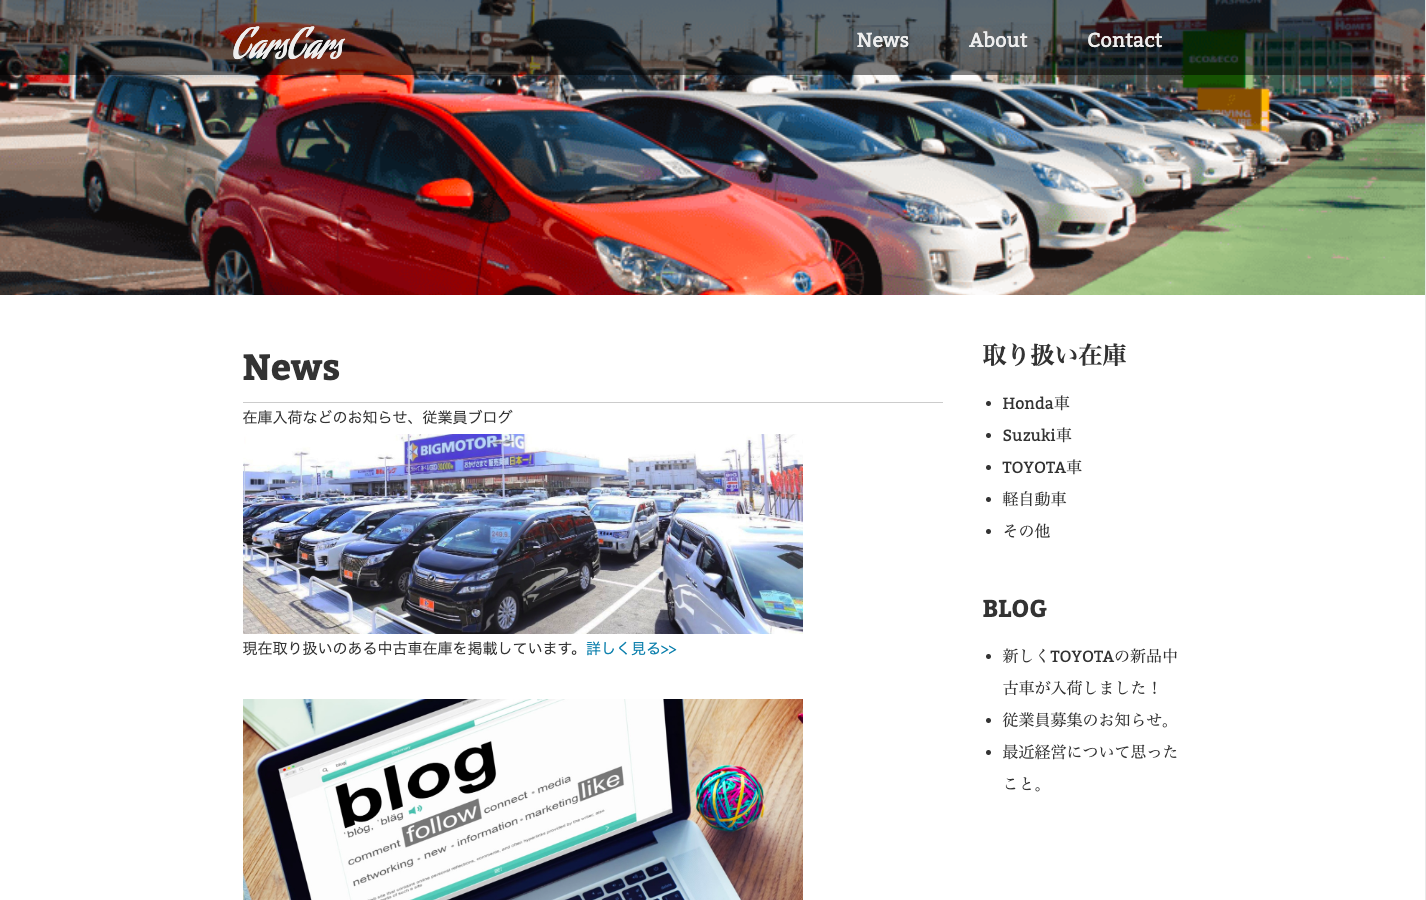 CarsCars
News
About
Contact
FASHION
ECO&ECO
News
在庫入荷などのお知らせ、従業員ブログ
BIGMOTOR BIG
現在取り扱いのある中古車在庫を掲載しています。詳しく見る>>
blog
blog
follow connect - media
comment
networking - new - information - marketing
like
取り扱い在庫
Honda車
Suzuki車
TOYOTA車
軽自動車
その他
BLOG
新しくTOYOTAの新品中
古車が入荷しました！
従業員募集のお知らせ。
最近経営について思った
こと。